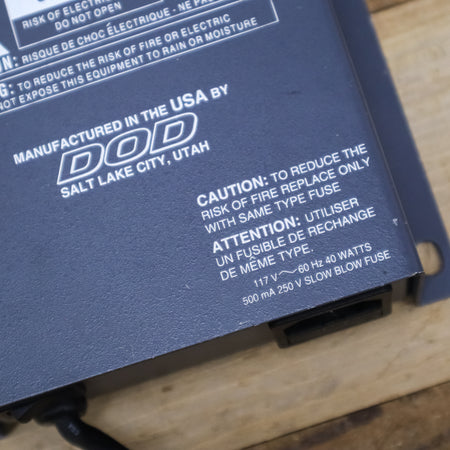 RISK OF ELECTRIC
DO NOT OPEN
RISQUE DE CHOC ÉLECTRIQUE - NE
TO REDUCE THE RISK OF FIRE OR ELECTRIC
NOT EXPOSE THIS EQUIPMENT TO RAIN OR MOISTURE
MANUFACTURED IN THE USA BY
DOD
SALT LAKE CITY, UTAH
CAUTION: TO REDUCE THE
RISK OF FIRE REPLACE ONLY
WITH SAME TYPE FUSE
ATTENTION: UTILISER
UN FUSIBLE DE RECHANGE
DE MÊME TYPE.
117 V ~ 60 Hz 40 WATTS
500 mA 250 V SLOW BLOW FUSE